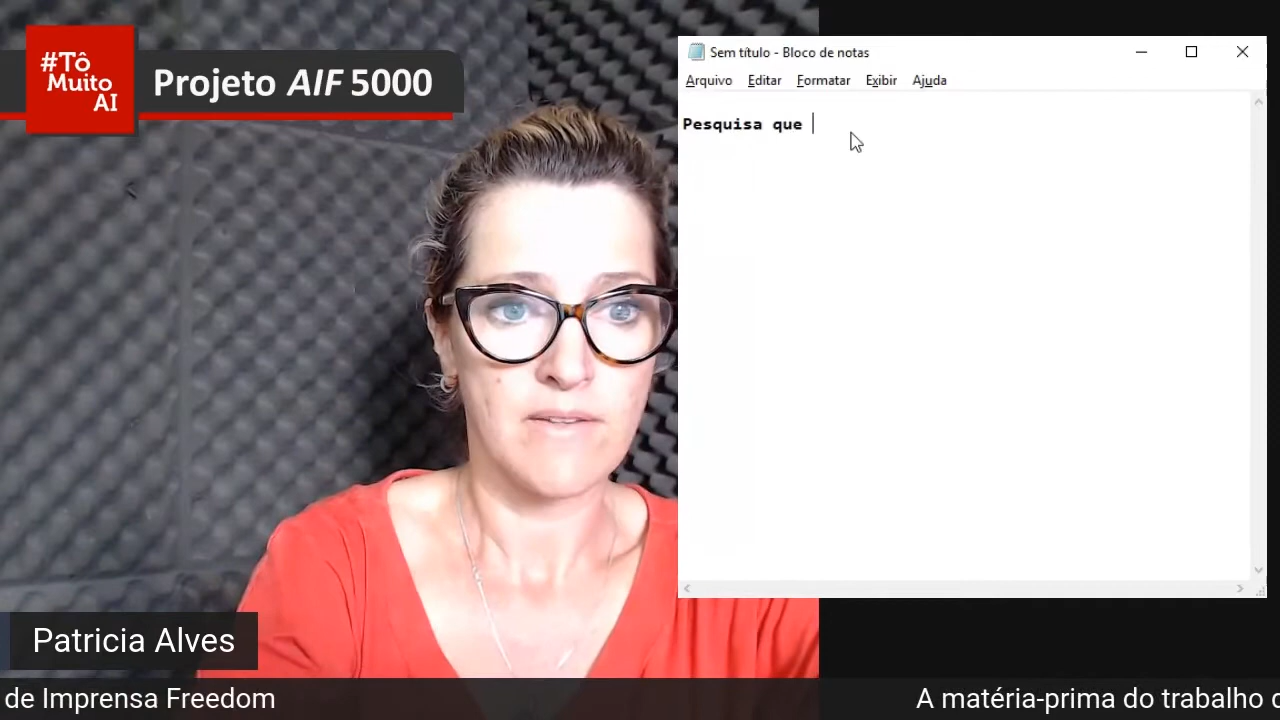 #Tô
Muito
AI
Projeto AIF 5000
Sem título - Bloco de notas
Arquivo Editar Formatar Exibir Ajuda
Pesquisa que
Patricia Alves
de Imprensa Freedom
A matéria-prima do trabalho